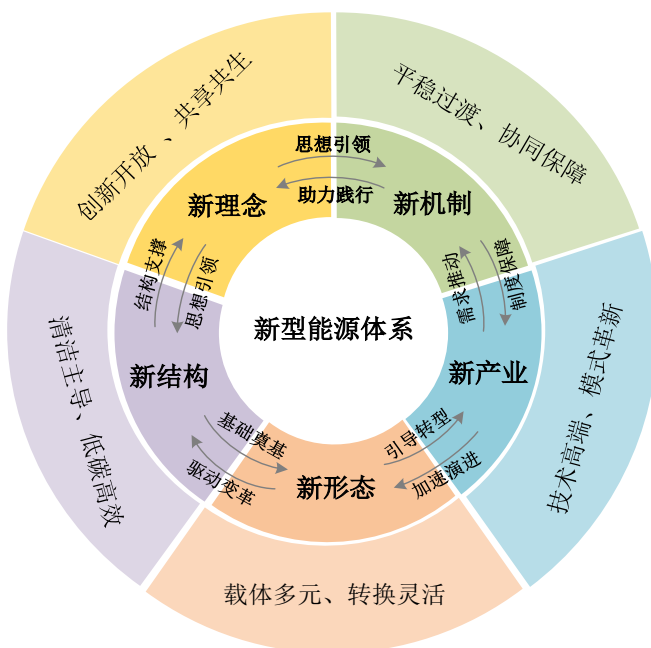 创新开放 、共享共生
平稳过渡、协同保障
思想引领
助力践行
新理念
新机制
结构支撑
思想引领
需求推动
制度保障
新型能源体系
清洁主导、低碳高效
新结构
新产业
技术高端、模式革新
基础奠基
驱动变革
引导转型
加速演进
新形态
载体多元、转换灵活